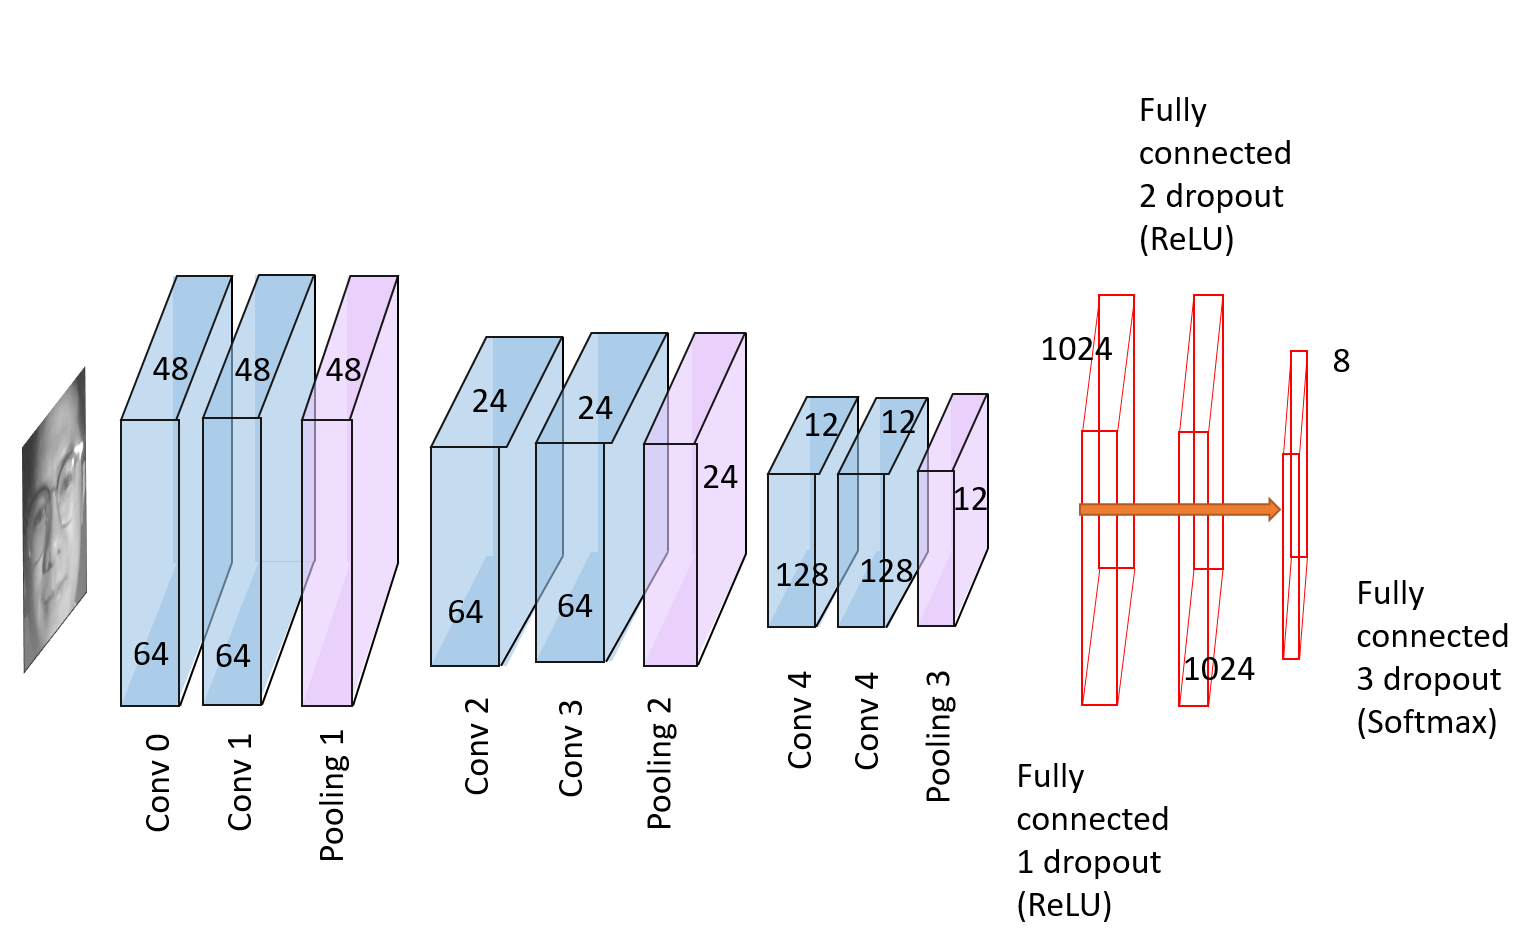 Fully
connected
2 dropout
(ReLU)
48
48
48
24
24
24
12
12
12
1024
8
64
64
64
64
128
128
1024
Conv 0
Conv 1
Pooling 1
Conv 2
Conv 3
Pooling 2
Conv 4
Conv 4
Pooling 3
Fully
connected
1 dropout
(ReLU)
Fully
connected
3 dropout
(Softmax)